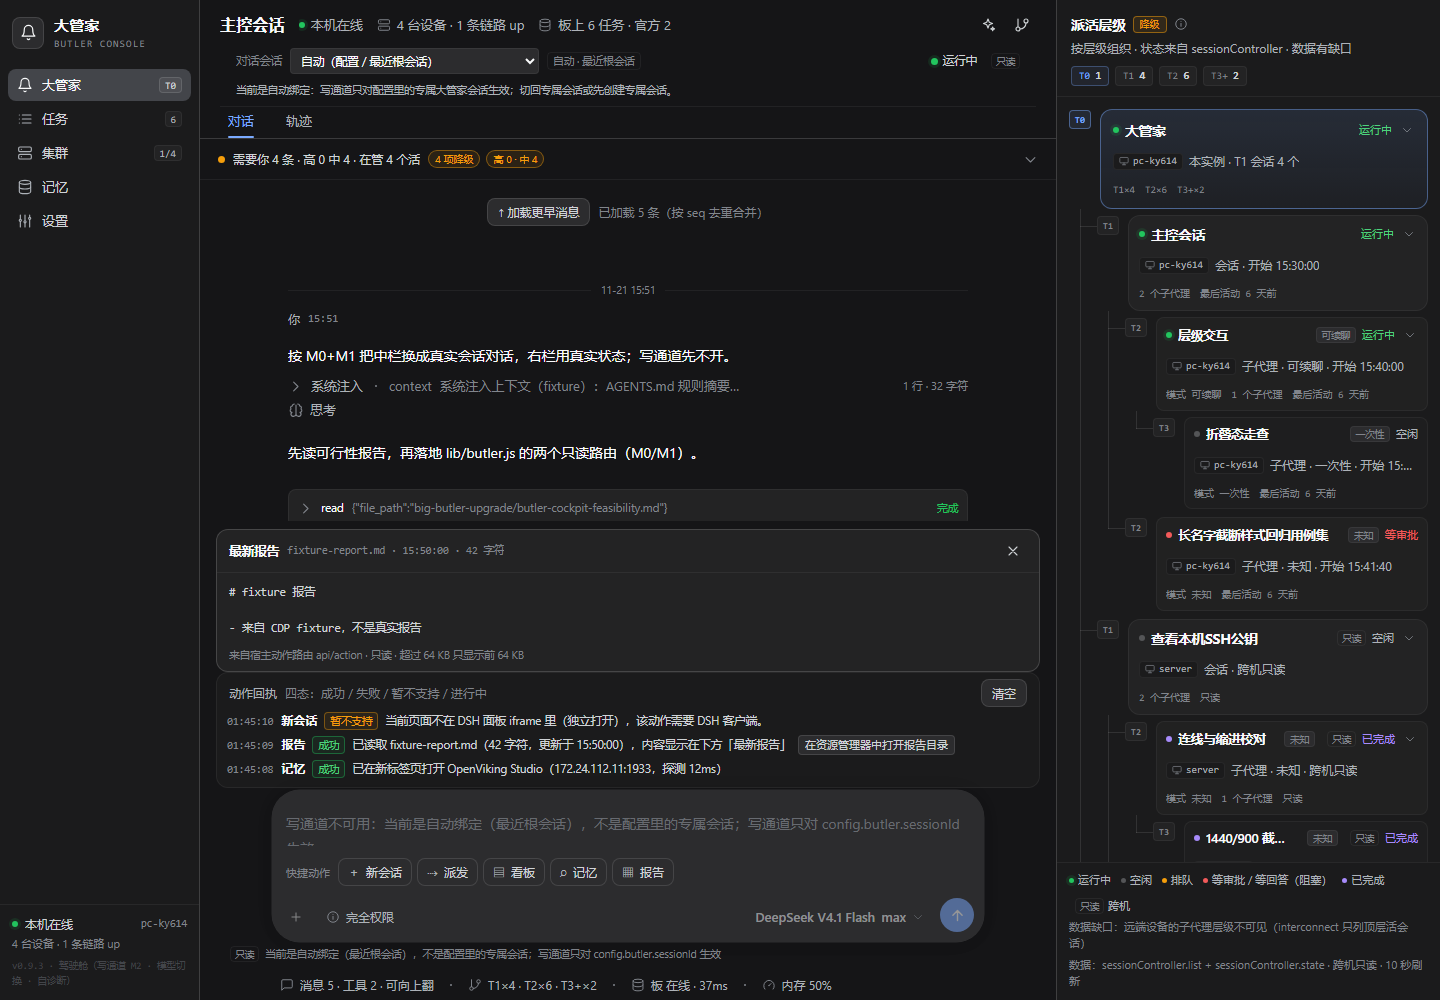 大管家
BUTLER CONSOLE
大管家 T0
任务 6
集群 1/4
记忆
设置
本机在线 pc-ky614
4 台设备 · 1 条链路 up
v0.9.3 · 驾驶舱（写通道 M2 · 模型切换 · 自诊断）
主控会话 本机在线 4 台设备 · 1 条链路 up 板上 6 任务 · 官方 2
对话会话 自动（配置 / 最近根会话） 自动 · 最近根会话 运行中 只读
当前是自动绑定：写通道只对配置里的专属大管家会话生效；切回专属会话或先创建专属会话。
对话 轨迹
需要你 4 条 · 高 0 中 4 · 在管 4 个活 4 项降级 高 0 · 中 4
↑ 加载更早消息 已加载 5 条（按 seq 去重合并）
11-21 15:51
你 15:51
按 M0+M1 把中栏换成真实会话对话，右栏用真实状态；写通道先不开。
系统注入 · context 系统注入上下文（fixture）：AGENTS.md 规则摘要… 1 行 · 32 字符
思考
先读可行性报告，再落地 lib/butler.js 的两个只读路由（M0/M1）。
read {"file_path":"big-butler-upgrade/butler-cockpit-feasibility.md"} 完成
最新报告 fixture-report.md · 15:50:00 · 42 字符
# fixture 报告
- 来自 CDP fixture，不是真实报告
来自宿主动作路由 api/action · 只读 · 超过 64 KB 只显示前 64 KB
动作回执 四态：成功 / 失败 / 暂不支持 / 进行中 清空
01:45:10 新会话 暂不支持 当前页面不在 DSH 面板 iframe 里（独立打开），该动作需要 DSH 客户端。
01:45:09 报告 成功 已读取 fixture-report.md（42 字符，更新于 15:50:00），内容显示在下方「最新报告」 在资源管理器中打开报告目录
01:45:08 记忆 成功 已在新标签页打开 OpenViking Studio（172.24.112.11:1933，探测 12ms）
写通道不可用：当前是自动绑定（最近根会话），不是配置里的专属会话；写通道只对 config.butler.sessionId
快捷动作 + 新会话 派发 看板 记忆 报告
完全权限 DeepSeek V4.1 Flash max
只读 当前是自动绑定（最近根会话），不是配置里的专属会话；写通道只对 config.butler.sessionId 生效
消息 5 · 工具 2 · 可向上翻 · T1×4 · T2×6 · T3+×2 · 板 在线 · 37ms · 内存 50%
派活层级 降级
按层级组织 · 状态来自 sessionController · 数据有缺口
T0 1 T1 4 T2 6 T3+ 2
T0 大管家 运行中
pc-ky614 本实例 · T1 会话 4 个
T1×4 T2×6 T3+×2
T1 主控会话 运行中
pc-ky614 会话 · 开始 15:30:00
2 个子代理 最后活动 6 天前
T2 层级交互 可续聊 运行中
pc-ky614 子代理 · 可续聊 · 开始 15:40:00
模式 可续聊 1 个子代理 最后活动 6 天前
T3 折叠态走查 一次性 空闲
pc-ky614 子代理 · 一次性 · 开始 15:...
模式 一次性 最后活动 6 天前
T2 长名字截断样式回归用例集 未知 等审批
pc-ky614 子代理 · 未知 · 开始 15:41:40
模式 未知 最后活动 6 天前
T1 查看本机SSH公钥 只读 空闲
server 会话 · 跨机只读
2 个子代理 只读
T2 连线与缩进校对 未知 只读 已完成
server 子代理 · 未知 · 跨机只读
模式 未知 1 个子代理 只读
T3 1440/900 截... 未知 只读 已完成
运行中 空闲 排队 等审批 / 等回答（阻塞） 已完成
只读 跨机
数据缺口：远端设备的子代理层级不可见（interconnect 只列顶层活会话）
数据：sessionController.list + sessionController.state · 跨机只读 · 10 秒刷新